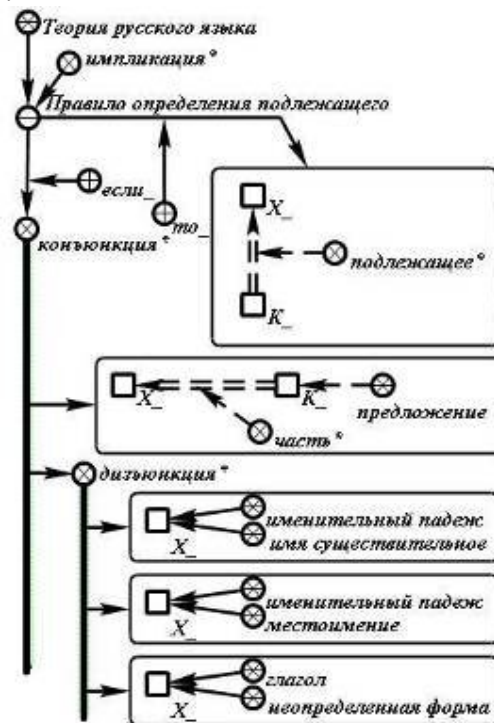 Теория русского языка
импликация*
Правило определения подлежащего
если_
то_
конъюнкция*
X_
подлежащее*
K_
X_
K_
предложение
часть*
дизъюнкция*
именительный падеж
имя существительное
X_
именительный падеж
местоимение
X_
глагол
неопределенная форма
X_